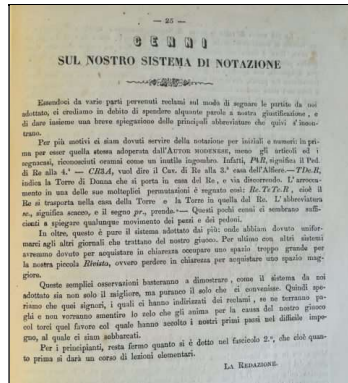 — 25 —
CENNI
SUL NOSTRO SISTEMA DI NOTAZIONE
Essendoci da varie parti pervenuti reclami sul modo di segnare le partite da noi
adottato, ci crediamo in debito di spendere alquante parole a nostra giustificazione, e
di dare insieme una breve spiegazione delle principali abbreviature che quivi s'incon-
trano.
Per più motivi ci siam dovuti servire della notazione per iniziali e numeri: in pri-
ma per esser quella stessa adoperata dall'AUTOR MODENESE, meno gli articoli ed i
segnacasi, riconosciuti oramai come un inutile ingombro. Infatti, P4R, significa il Ped.
di Re alla 4.ª — CR3A, vuol dire il Cav. di Re alla 3.ª casa dell'Alfiere.—TDeR,
indica la Torre di Donna che si porta in casa del Re., e via discorrendo. L'arrocca-
mento in una delle sue molteplici permutazioni è segnato così: Re.TeTeR, cioè il
Re si trasporta nella casa della Torre e la Torre in quella del Re. L'abbreviatura
sc, significa scacco, e il segno pr., prende.— Questi pochi cenni ci sembrano suffi-
cienti a spiegare qualunque movimento dei pezzi e dei pedoni.
In oltre, questo è pure il sistema adottato dai più: onde abbiam dovuto unifor-
marci agli altri giornali che trattano del nostro giuoco. Per ultimo con altri sistemi
avremmo dovuto per acquistare in chiarezza occupare uno spazio troppo grande per
la nostra piccola Rivista, ovvero perdere in chiarezza per acquistare uno spazio mag-
giore.
Queste semplici osservazioni basteranno a dimostrare, come il sistema da noi
adottato sia non solo il migliore, ma puranco il solo che ci convenisse. Quindi spe-
riamo che quei signori, i quali ci hanno indirizzati dei reclami, se ne terranno pa-
ghi e non vorranno smentire lo zelo che gli anima per la causa del nostro giuoco
col torci quel favore col quale hanno accolto i nostri primi passi nel difficile impe-
gno, al quale ci siam sobbarcati.
Per i principianti, resta fermo quanto si è detto nel fascicolo 2.º, che cioè quan-
to prima si darà un corso di lezioni elementari.
LA REDAZIONE.